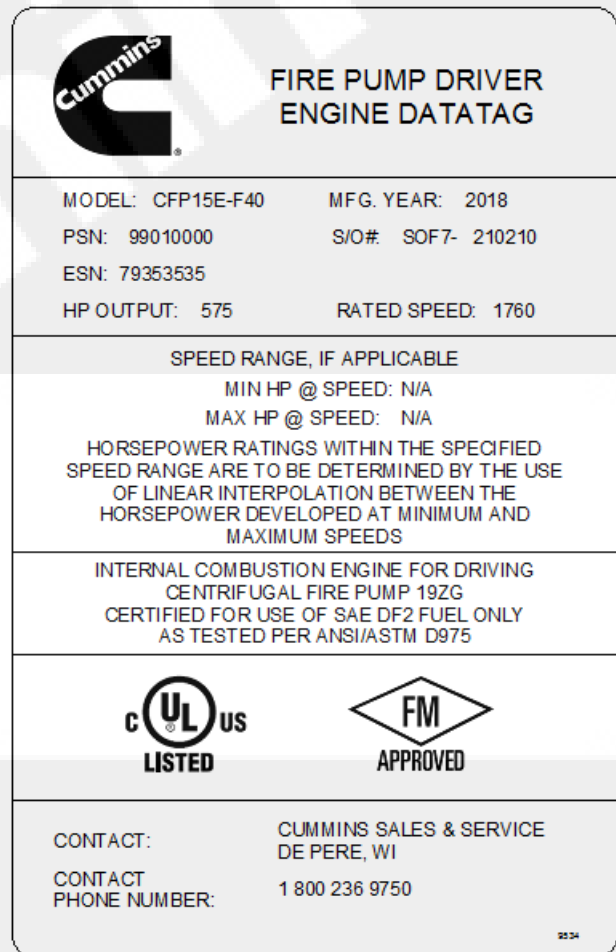 Cummins
FIRE PUMP DRIVER
ENGINE DATATAG
MODEL: CFP15E-F40 MFG. YEAR: 2018
PSN: 99010000 S/O#: SOF7- 210210
ESN: 79353535
HP OUTPUT: 575 RATED SPEED: 1760
SPEED RANGE, IF APPLICABLE
MIN HP @ SPEED: N/A
MAX HP @ SPEED: N/A
HORSEPOWER RATINGS WITHIN THE SPECIFIED
SPEED RANGE ARE TO BE DETERMINED BY THE USE
OF LINEAR INTERPOLATION BETWEEN THE
HORSEPOWER DEVELOPED AT MINIMUM AND
MAXIMUM SPEEDS
INTERNAL COMBUSTION ENGINE FOR DRIVING
CENTRIFUGAL FIRE PUMP 19ZG
CERTIFIED FOR USE OF SAE DF2 FUEL ONLY
AS TESTED PER ANSI/ASTM D975
C UL ® US
LISTED
FM
APPROVED
CONTACT: CUMMINS SALES & SERVICE
DE PERE, WI
CONTACT
PHONE NUMBER: 1 800 236 9750
9534